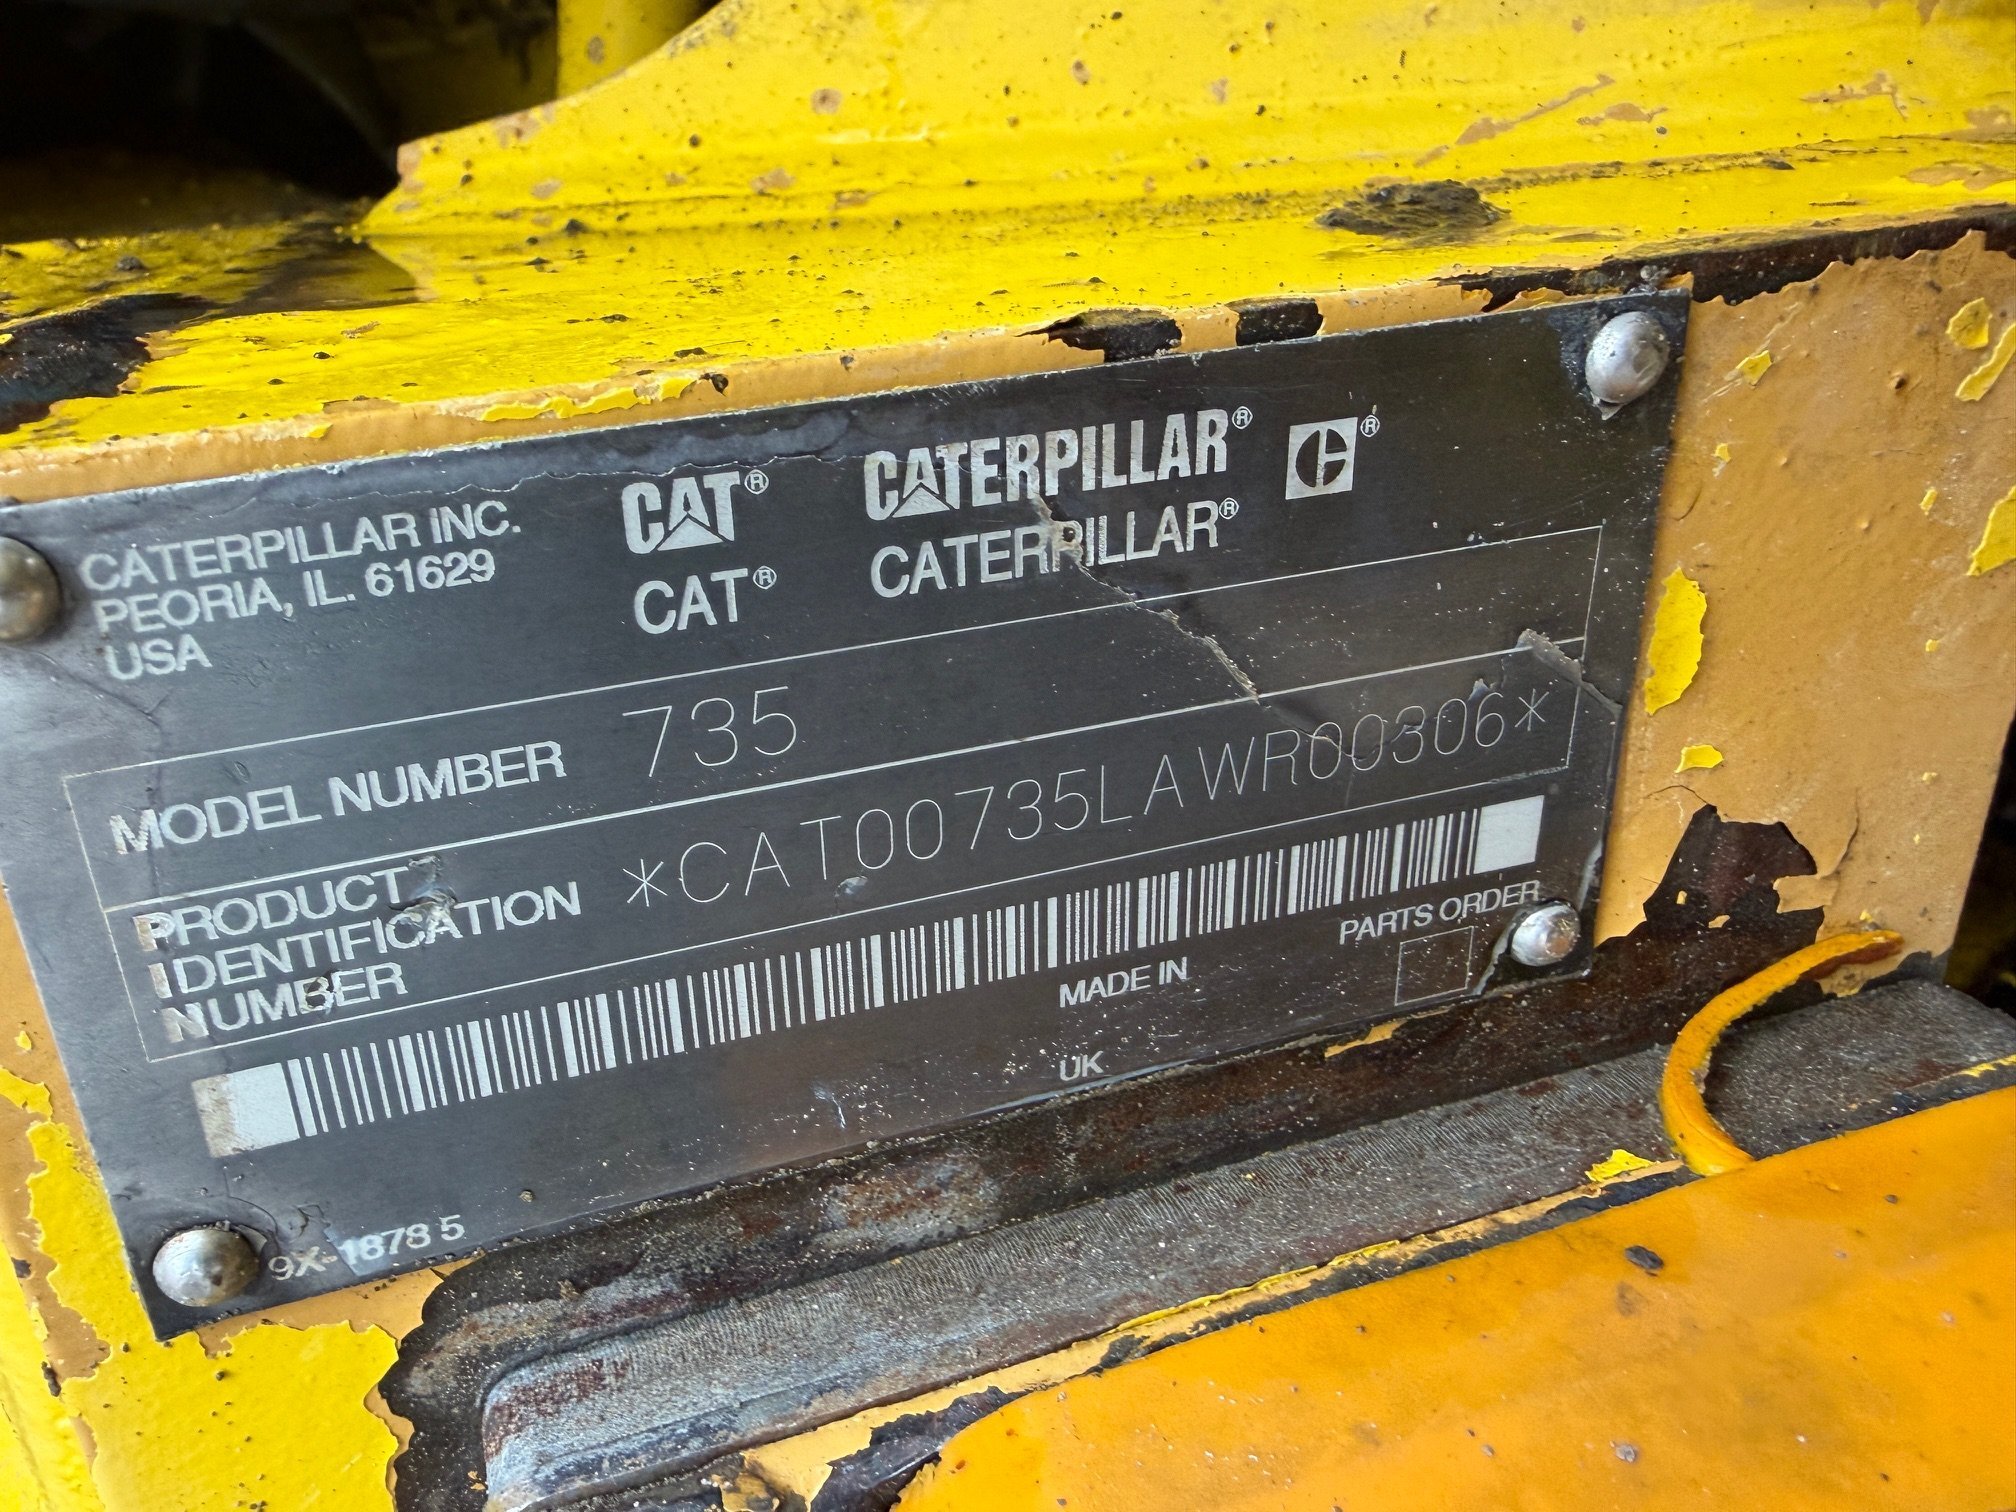 CATERPILLAR INC.
PEORIA, IL. 61629
USA
CAT® CATERPILLAR® ®
CAT® CATERPILLAR®
MODEL NUMBER 735
PRODUCT
IDENTIFICATION
NUMBER
*CAT00735LAWR00306*
PARTS ORDER
MADE IN
UK
9X-1878 5